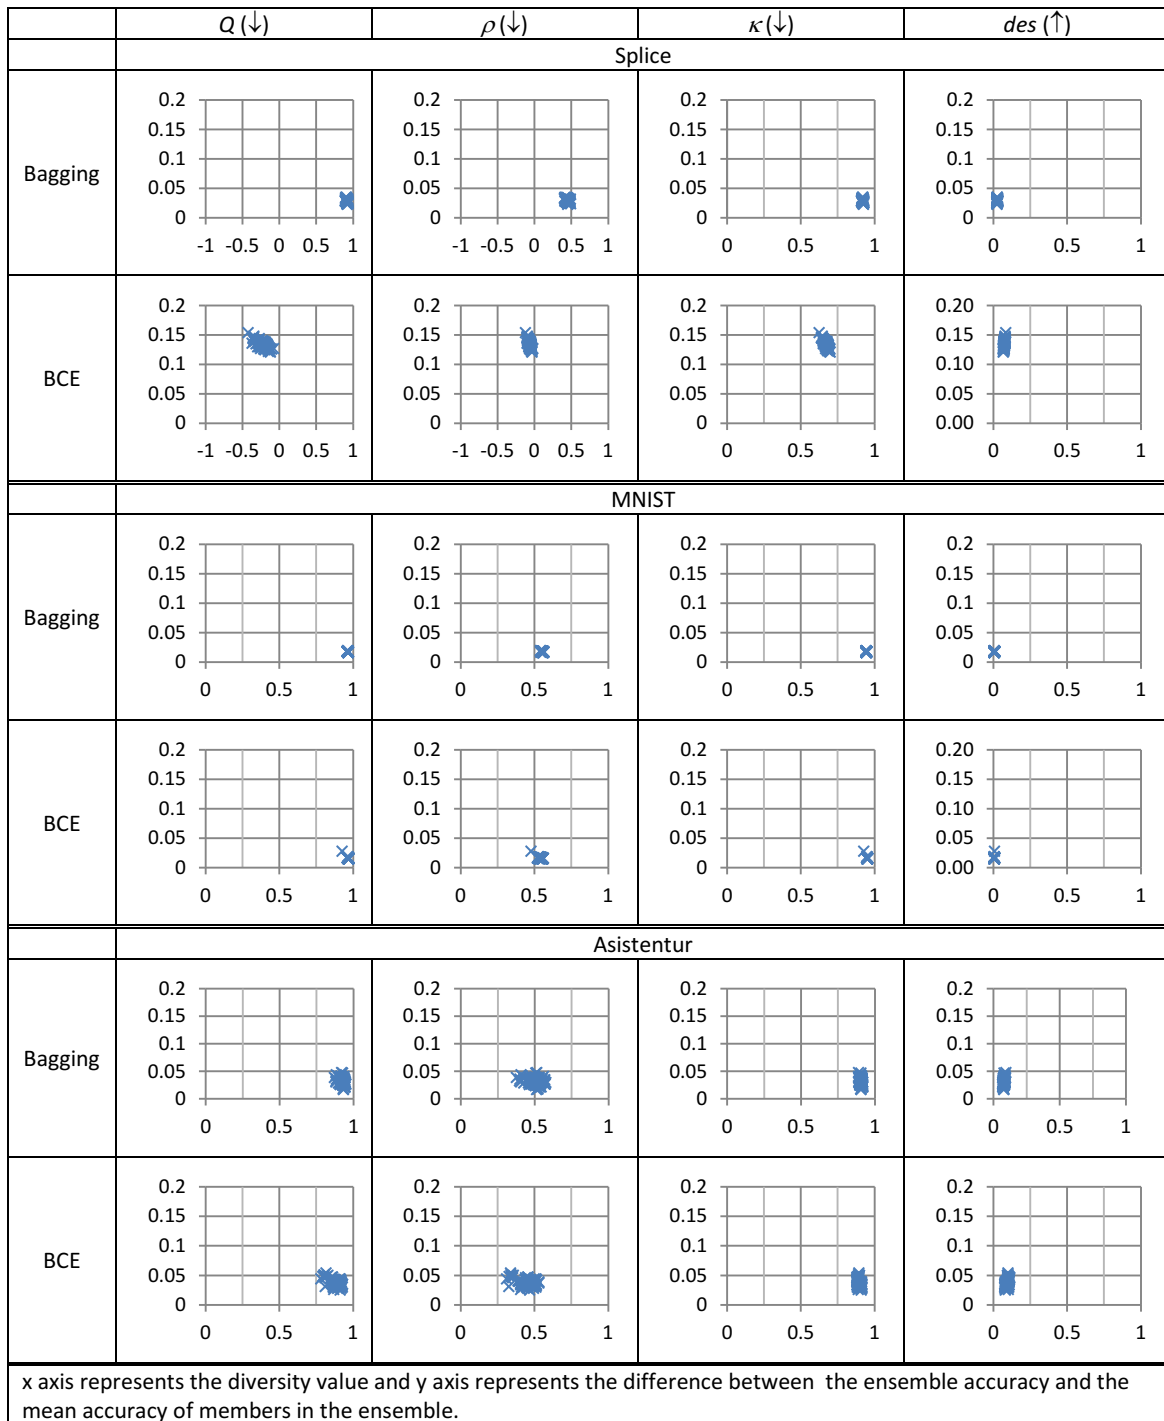 Q (↓) ρ (↓) κ (↓) des (↑)
Splice
Bagging
0.2 0.2 0.2 0.2
0.15 0.15 0.15 0.15
0.1 0.1 0.1 0.1
0.05 0.05 0.05 0.05
0 0 0 0
-1 -0.5 0 0.5 1 -1 -0.5 0 0.5 1 0 0.5 1 0 0.5 1
BCE
0.2 0.2 0.2 0.20
0.15 0.15 0.15 0.15
0.1 0.1 0.1 0.10
0.05 0.05 0.05 0.05
0 0 0 0.00
-1 -0.5 0 0.5 1 -1 -0.5 0 0.5 1 0 0.5 1 0 0.5 1
MNIST
Bagging
0.2 0.2 0.2 0.2
0.15 0.15 0.15 0.15
0.1 0.1 0.1 0.1
0.05 0.05 0.05 0.05
0 0 0 0
0 0.5 1 0 0.5 1 0 0.5 1 0 0.5 1
BCE
0.2 0.2 0.2 0.20
0.15 0.15 0.15 0.15
0.1 0.1 0.1 0.10
0.05 0.05 0.05 0.05
0 0 0 0.00
0 0.5 1 0 0.5 1 0 0.5 1 0 0.5 1
Asistentur
Bagging
0.2 0.2 0.2 0.2
0.15 0.15 0.15 0.15
0.1 0.1 0.1 0.1
0.05 0.05 0.05 0.05
0 0 0 0
0 0.5 1 0 0.5 1 0 0.5 1 0 0.5 1
BCE
0.2 0.2 0.2 0.2
0.15 0.15 0.15 0.15
0.1 0.1 0.1 0.1
0.05 0.05 0.05 0.05
0 0 0 0
0 0.5 1 0 0.5 1 0 0.5 1 0 0.5 1
x axis represents the diversity value and y axis represents the difference between the ensemble accuracy and the
mean accuracy of members in the ensemble.